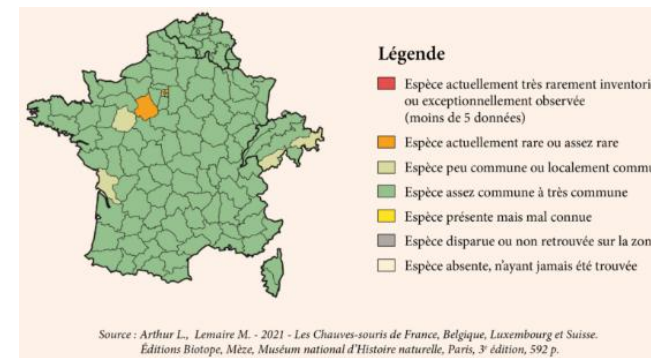 Légende
Espèce actuellement très rarement inventori
ou exceptionnellement observée
(moins de 5 données)
Espèce actuellement rare ou assez rare
Espèce peu commune ou localement commu
Espèce assez commune à très commune
Espèce présente mais mal connue
Espèce disparue ou non retrouvée sur la zon
Espèce absente, n'ayant jamais été trouvée
Source : Arthur L., Lemaire M. - 2021 - Les Chauves-souris de France, Belgique, Luxembourg et Suisse.
Éditions Biotope, Mèze, Muséum national d'Histoire naturelle, Paris, 3ᵉ édition, 592 p.